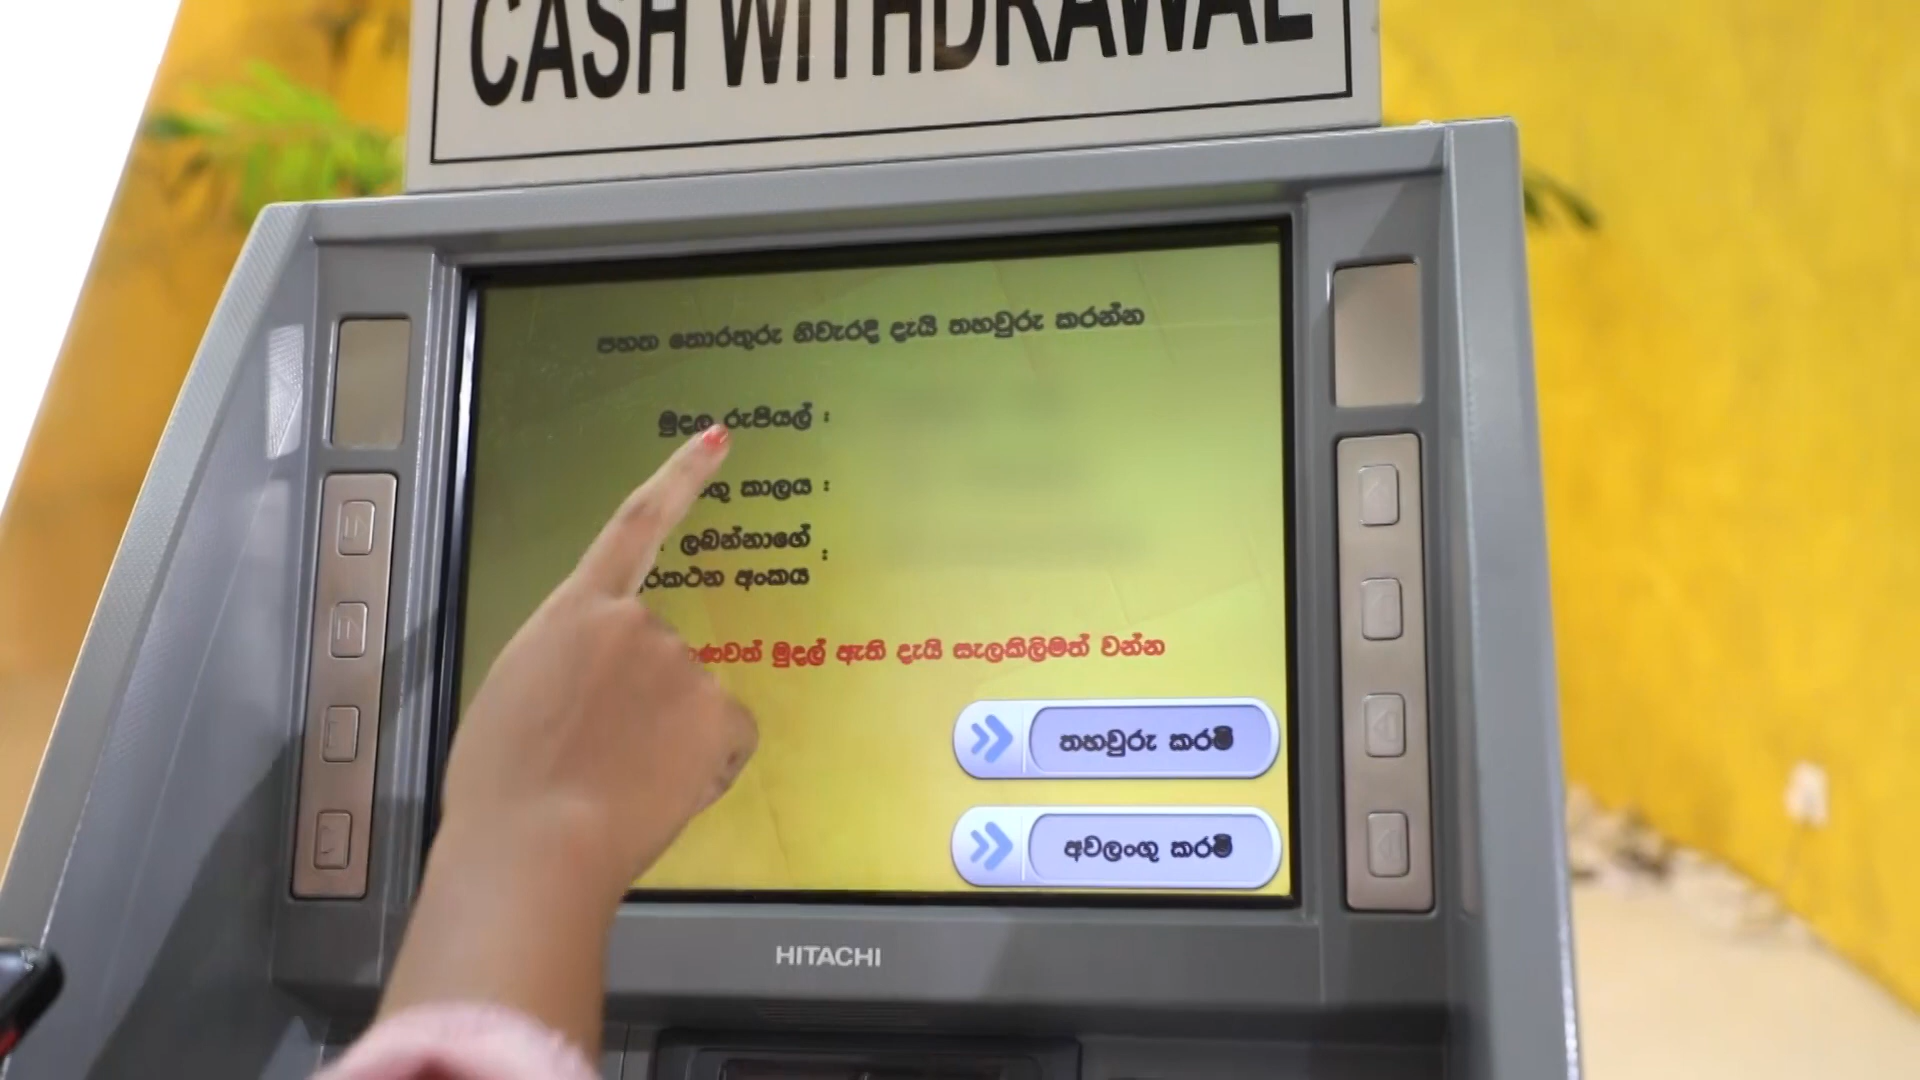 CASH WITHDRAWAL
පහත තොරතුරු නිවැරදි දැයි තහවුරු කරන්න
මුදල රුපියල් :
කාලය :
ලබන්නාගේ :
අංකය
මුදල් ඇති දැයි සැලකිලිමත් වන්න
තහවුරු කරමි
අවලංගු කරමි
HITACHI